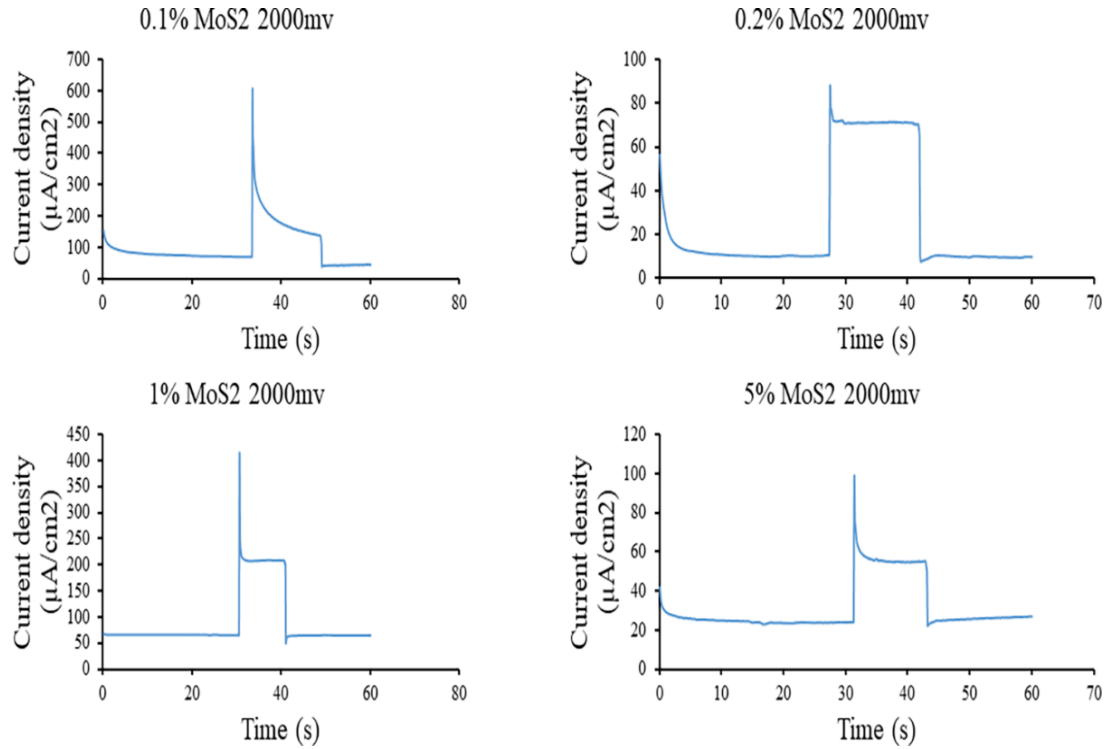 0.1% MoS2 2000mv
Current density
(µA/cm2)
700
600
500
400
300
200
100
0
0 20 40 60 80
Time (s)
0.2% MoS2 2000mv
Current density
(µA/cm2)
100
80
60
40
20
0
0 10 20 30 40 50 60 70
Time (s)
1% MoS2 2000mv
Current density
(µA/cm2)
450
400
350
300
250
200
150
100
50
0
0 20 40 60 80
Time (s)
5% MoS2 2000mv
Current density
(µA/cm2)
120
100
80
60
40
20
0
0 10 20 30 40 50 60 70
Time (s)